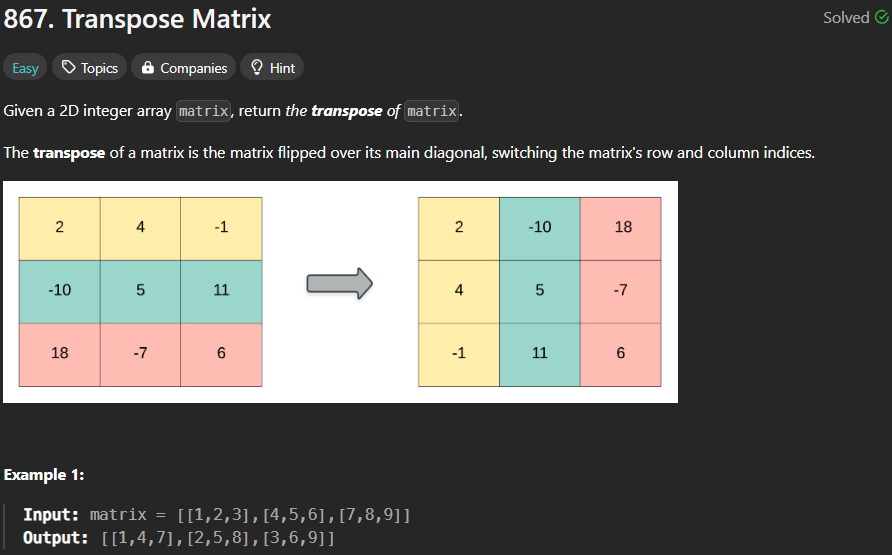 867. Transpose Matrix
Solved
Easy Topics Companies Hint
Given a 2D integer array matrix, return the transpose of matrix.
The transpose of a matrix is the matrix flipped over its main diagonal, switching the matrix's row and column indices.
2 4 -1 2 -10 18
-10 5 11 4 5 -7
18 -7 6 -1 11 6
Example 1:
Input: matrix = [[1,2,3],[4,5,6],[7,8,9]]
Output: [[1,4,7],[2,5,8],[3,6,9]]